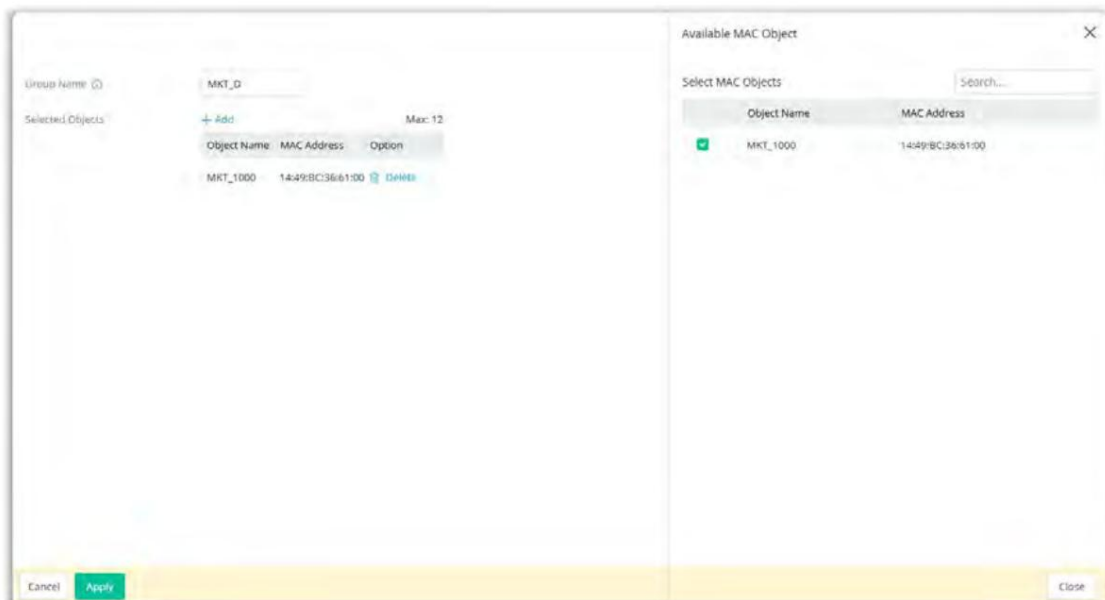 Available MAC Object
Group Name
MKT_D
Selected Objects
+ Add
Max: 12
Object Name MAC Address Option
MKT_1000 14:49:BC:36:61:00 Delete
Select MAC Objects
Search...
Object Name MAC Address
MKT_1000 14:49:BC:36:61:00
Cancel
Apply
Close